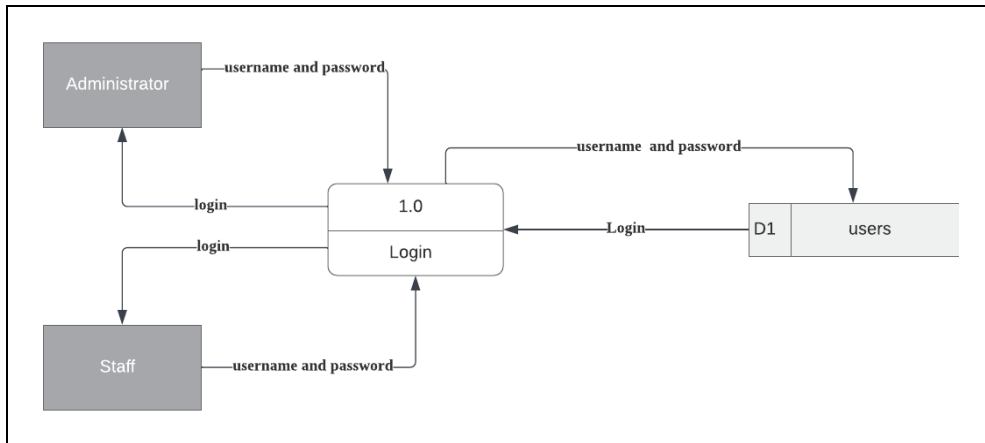 Administrator
username and password
username  and password
login
1.0
Login
login
Login
D1
users
Staff
username and password